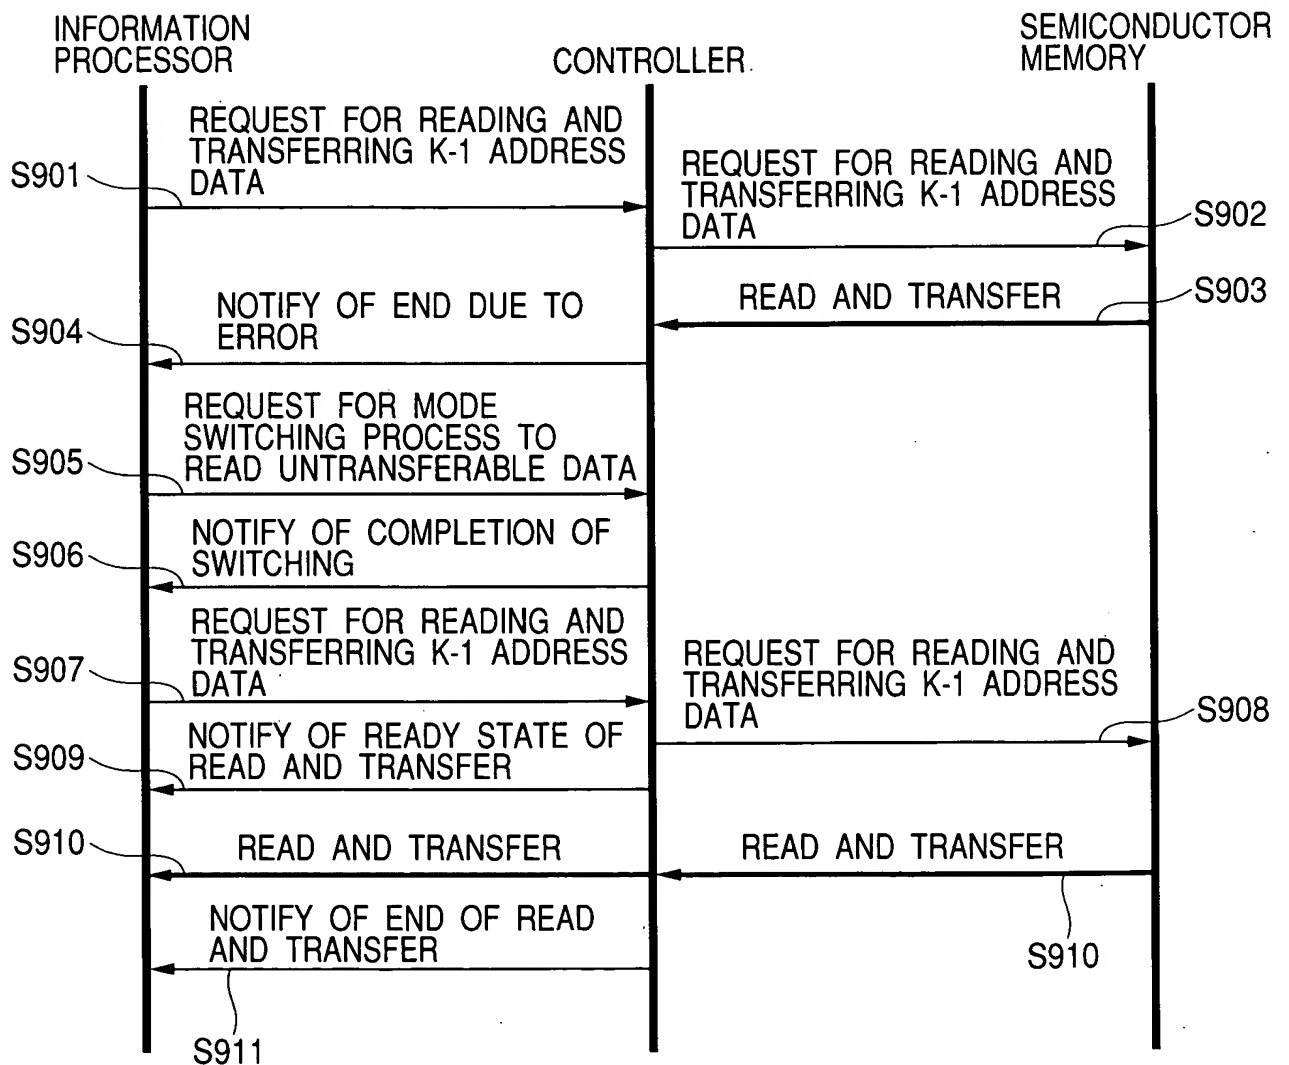 INFORMATION
PROCESSOR
CONTROLLER
SEMICONDUCTOR
MEMORY
REQUEST FOR READING AND
TRANSFERRING K-1 ADDRESS
DATA
S901
REQUEST FOR READING AND
TRANSFERRING K-1 ADDRESS
DATA
S902
READ AND TRANSFER
S903
NOTIFY OF END DUE TO
ERROR
S904
REQUEST FOR MODE
SWITCHING PROCESS TO
READ UNTRANSFERABLE DATA
S905
NOTIFY OF COMPLETION OF
SWITCHING
S906
REQUEST FOR READING AND
TRANSFERRING K-1 ADDRESS
DATA
S907
REQUEST FOR READING AND
TRANSFERRING K-1 ADDRESS
DATA
S908
NOTIFY OF READY STATE OF
READ AND TRANSFER
S909
READ AND TRANSFER
S910
READ AND TRANSFER
S910
NOTIFY OF END OF READ
AND TRANSFER
S911